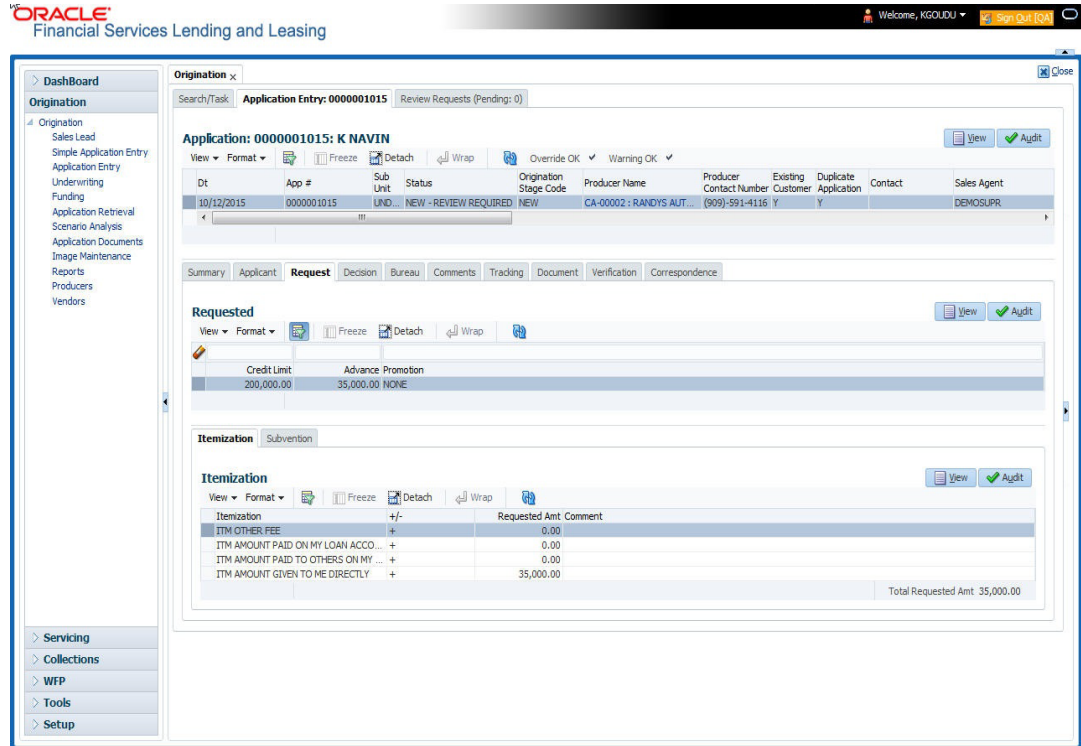 ORACLE
Financial Services Lending and Leasing
Welcome, KGOUDU
Sign Out [QA]
Close
DashBoard
Origination
Origination
Sales Lead
Simple Application Entry
Application Entry
Underwriting
Funding
Application Retrieval
Scenario Analysis
Application Documents
Image Maintenance
Reports
Producers
Vendors
Servicing
Collections
WFP
Tools
Setup
Origination x
Search/Task Application Entry: 0000001015 Review Requests (Pending: 0)
Application: 0000001015: K NAVIN
View Audit
View Format Freeze Detach Wrap Override OK Warning OK
Dt App # Sub Unit Status Origination Stage Code Producer Name Producer Contact Number Existing Customer Duplicate Application Contact Sales Agent
10/12/2015 0000001015 UND... NEW - REVIEW REQUIRED NEW CA-00002 : RANDYS AUT... (909)-591-4116 Y Y DEMOSUPR
Summary Applicant Request Decision Bureau Comments Tracking Document Verification Correspondence
Requested
View Audit
View Format Freeze Detach Wrap
Credit Limit Advance Promotion
200,000.00 35,000.00 NONE
Itemization Subvention
Itemization
View Audit
View Format Freeze Detach Wrap
Itemization +/- Requested Amt Comment
ITM OTHER FEE + 0.00
ITM AMOUNT PAID ON MY LOAN ACCO... + 0.00
ITM AMOUNT PAID TO OTHERS ON MY ... + 0.00
ITM AMOUNT GIVEN TO ME DIRECTLY + 35,000.00
Total Requested Amt 35,000.00